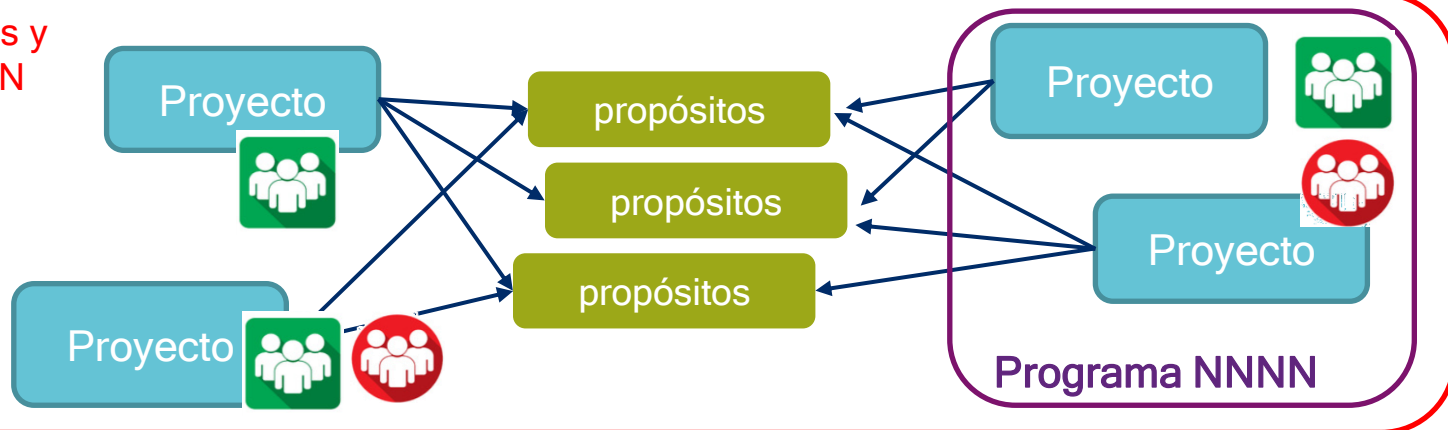 s y
N
Proyecto
propósitos
Proyecto
propósitos
Proyecto
propósitos
Proyecto
Programa NNNN